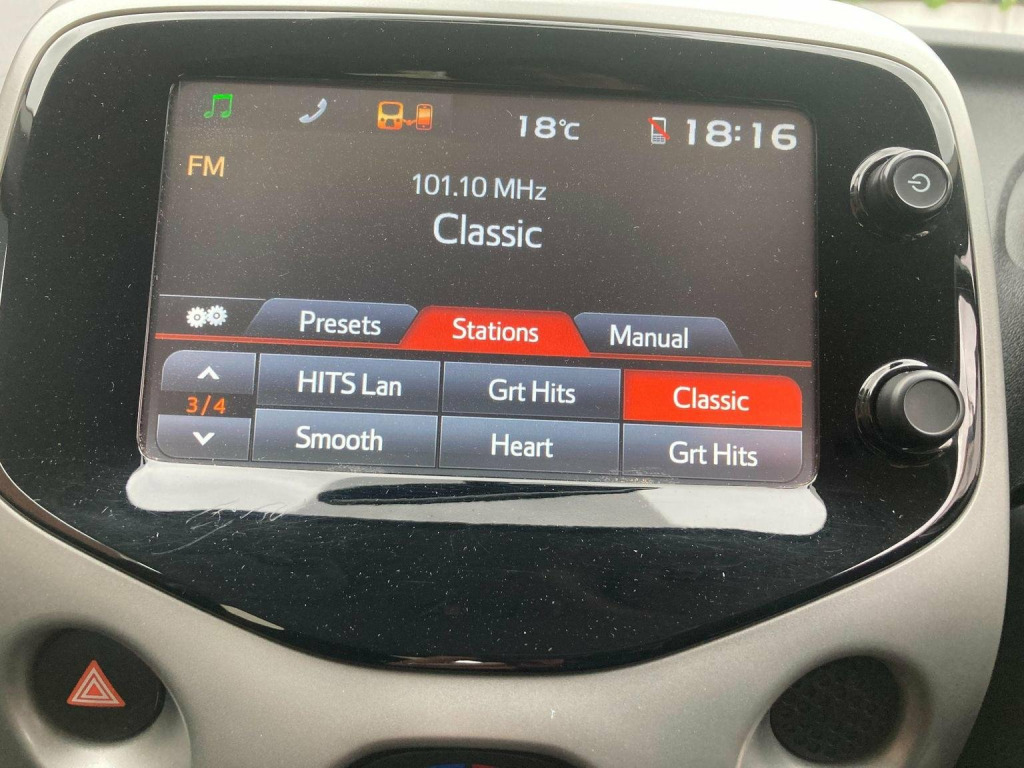 18°C 18:16
FM
101.10 MHz
Classic
Presets Stations Manual
HITS Lan Grt Hits Classic
3/4
Smooth Heart Grt Hits